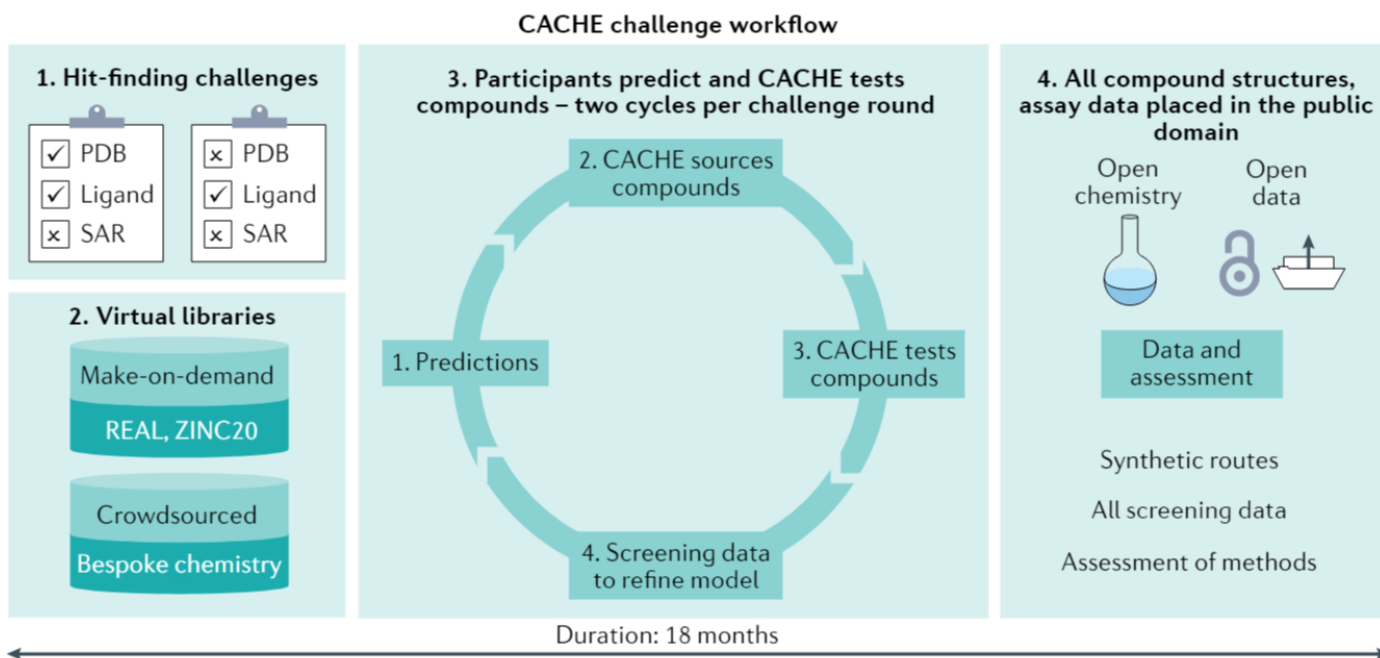 CACHE challenge workflow
1. Hit-finding challenges
PDB
Ligand
SAR
PDB
Ligand
SAR
2. Virtual libraries
Make-on-demand
REAL, ZINC20
Crowdsourced
Bespoke chemistry
3. Participants predict and CACHE tests
compounds – two cycles per challenge round
1. Predictions
2. CACHE sources
compounds
3. CACHE tests
compounds
4. Screening data
to refine model
4. All compound structures,
assay data placed in the public
domain
Open
chemistry
Open
data
Data and
assessment
Synthetic routes
All screening data
Assessment of methods
Duration: 18 months